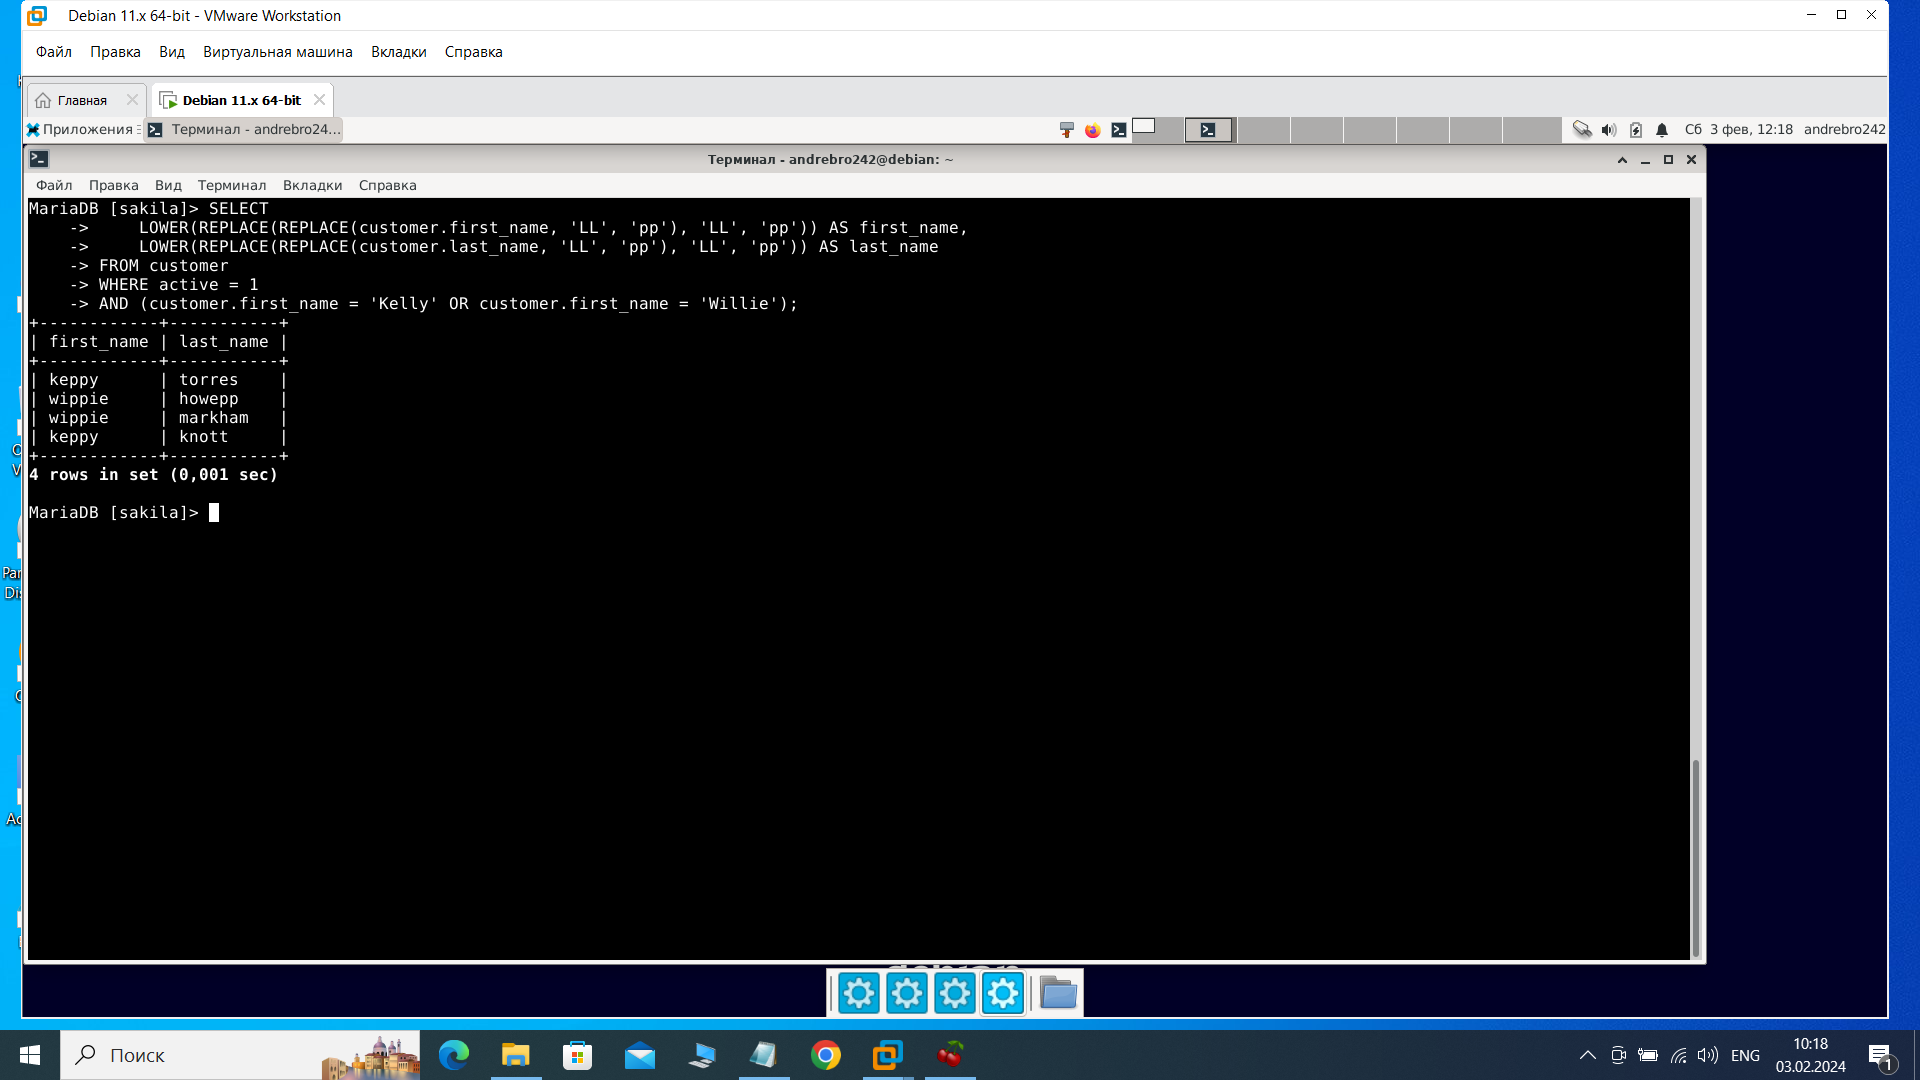 Debian 11.x 64-bit - VMware Workstation
Файл Правка Вид Виртуальная машина Вкладки Справка
Главная Debian 11.x 64-bit
Приложения Терминал - andrebro24... Сб 3 фев, 12:18 andrebro242
Терминал - andrebro242@debian: ~
Файл Правка Вид Терминал Вкладки Справка
MariaDB [sakila]> SELECT
    ->     LOWER(REPLACE(REPLACE(customer.first_name, 'LL', 'pp'), 'LL', 'pp')) AS first_name,
    ->     LOWER(REPLACE(REPLACE(customer.last_name, 'LL', 'pp'), 'LL', 'pp')) AS last_name
    -> FROM customer
    -> WHERE active = 1
    -> AND (customer.first_name = 'Kelly' OR customer.first_name = 'Willie');
+------------+-----------+
| first_name | last_name |
+------------+-----------+
| keppy      | torres    |
| wippie     | howepp    |
| wippie     | markham   |
| keppy      | knott     |
+------------+-----------+
4 rows in set (0,001 sec)
MariaDB [sakila]>
Поиск
ENG
10:18
03.02.2024
1